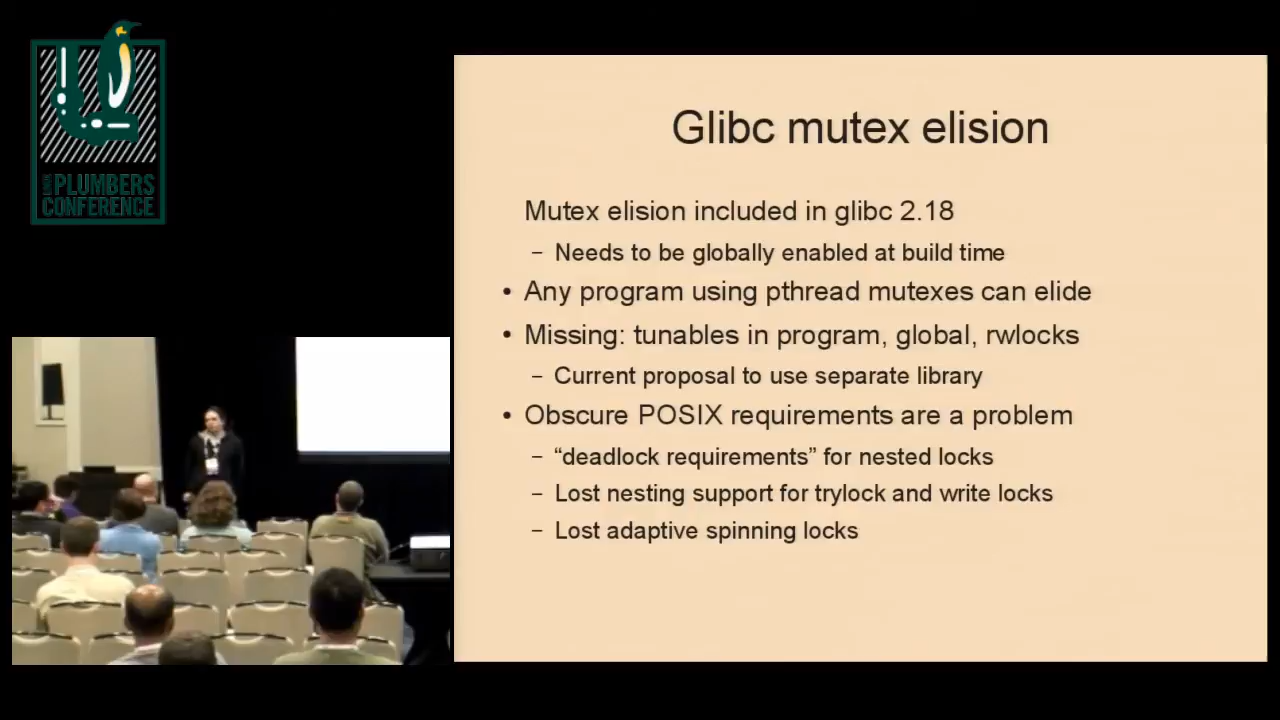 LINUX
PLUMBERS
CONFERENCE
Glibc mutex elision
Mutex elision included in glibc 2.18
– Needs to be globally enabled at build time
• Any program using pthread mutexes can elide
• Missing: tunables in program, global, rwlocks
– Current proposal to use separate library
• Obscure POSIX requirements are a problem
– “deadlock requirements” for nested locks
– Lost nesting support for trylock and write locks
– Lost adaptive spinning locks